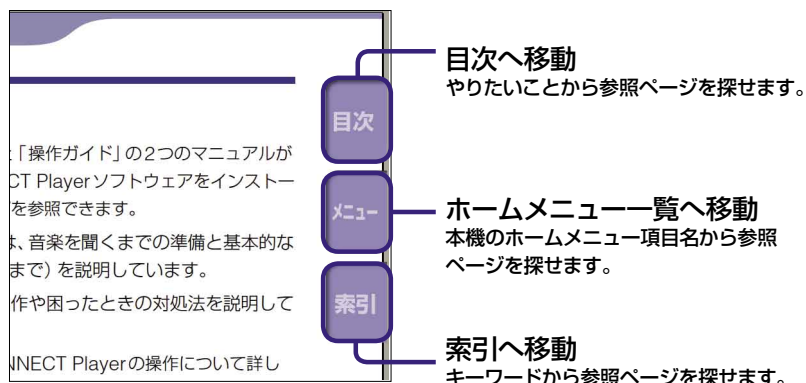 「操作ガイド」の2つのマニュアルが
CT Playerソフトウェアをインストー
を参照できます。
、音楽を聞くまでの準備と基本的な
まで)を説明しています。
作や困ったときの対処法を説明して
NNECT Playerの操作について詳し
目次
メニュー
索引
目次へ移動
やりたいことから参照ページを探せます。
ホームメニュー一覧へ移動
本機のホームメニュー項目名から参照
ページを探せます。
索引へ移動
キーワードから参照ページを探せます。